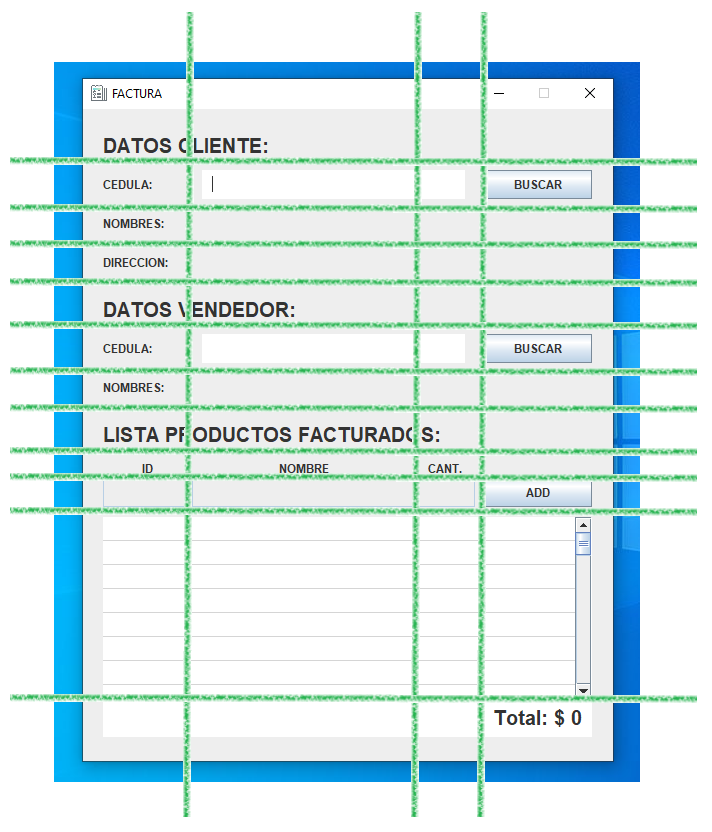 FACTURA
DATOS CLIENTE:
CEDULA: BUSCAR
NOMBRES:
DIRECCION:
DATOS VENDEDOR:
CEDULA: BUSCAR
NOMBRES:
LISTA PRODUCTOS FACTURADOS:
ID NOMBRE CANT.
ADD
Total: $ 0